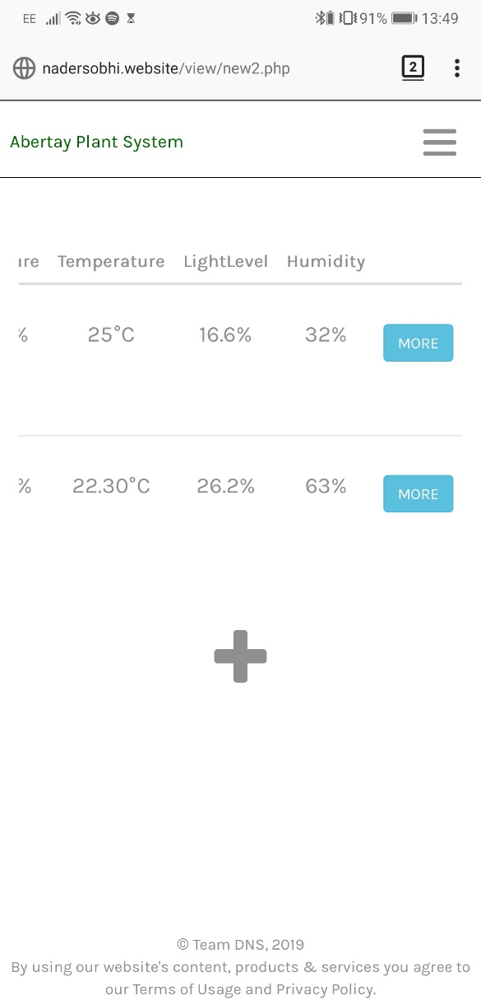 EE 91% 13:49
2
nadersobhi.website/view/new2.php
Abertay Plant System
ure Temperature LightLevel Humidity
% 25°C 16.6% 32% MORE
% 22.30°C 26.2% 63% MORE
© Team DNS, 2019
By using our website's content, products & services you agree to
our Terms of Usage and Privacy Policy.